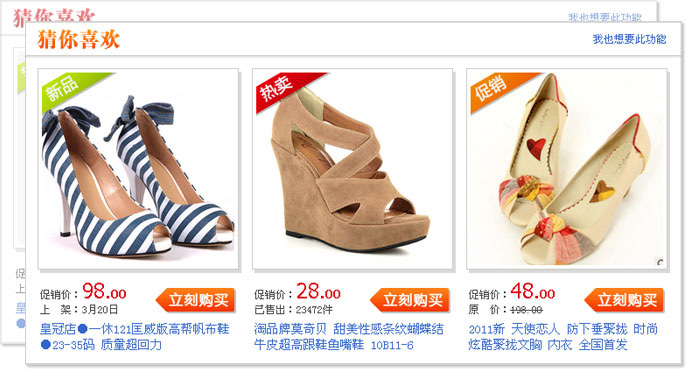 猜你喜欢
我也想要此功能
猜你喜欢
我也想要此功能
新品
热卖
促销
促销价：98.00
立刻购买
上 架：3月20日
促销价：28.00
立刻购买
已售出：23472件
促销价：48.00
立刻购买
原 价：198.00
皇冠店●一休121匡威版高帮帆布鞋
●23-35码 质量超回力
淘品牌莫奇贝 甜美性感条纹蝴蝶结
牛皮超高跟鞋鱼嘴鞋 10B11-6
2011新 天使恋人 防下垂聚拢 时尚
炫酷聚拢文胸 内衣 全国首发